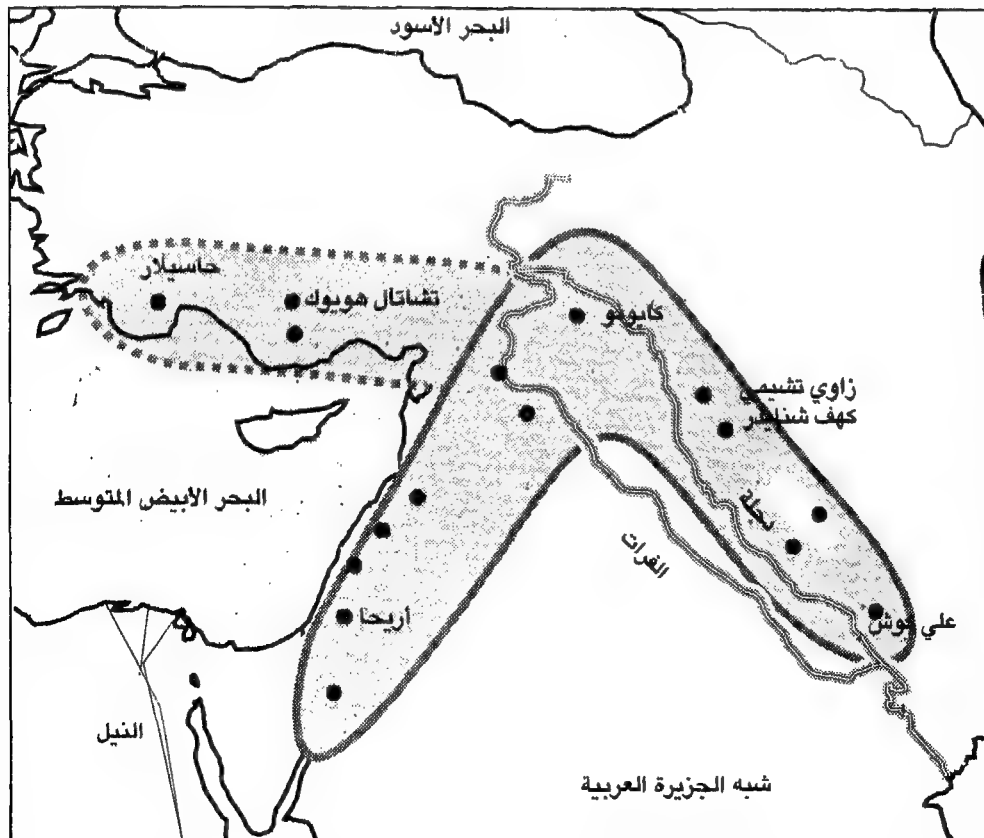 البحر الأسود
حاسيلار
تشاتال هويوك
كايونو
زاوي تشيمي
كهف شنايدر
البحر الأبيض المتوسط
دجلة
الفرات
أريحا
علي كوش
النيل
شبه الجزيرة العربية